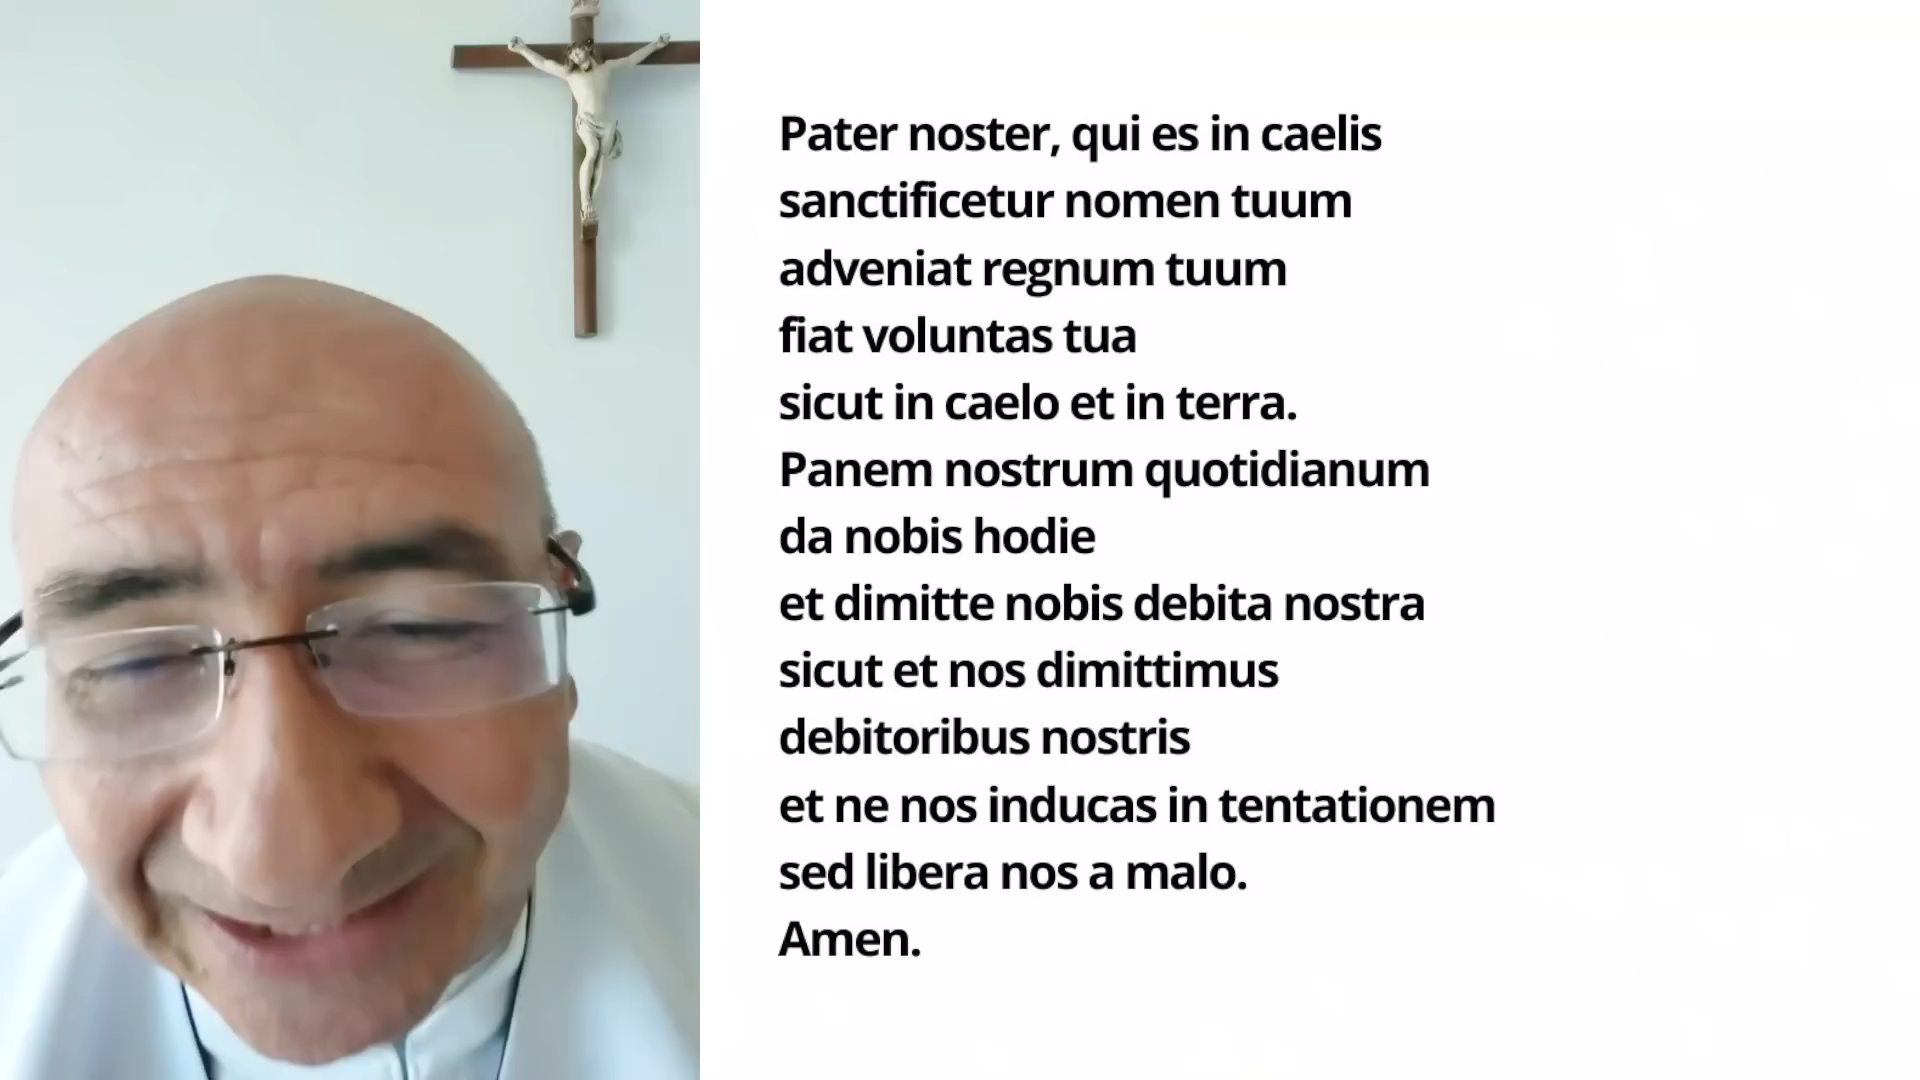 Pater noster, qui es in caelis
sanctificetur nomen tuum
adveniat regnum tuum
fiat voluntas tua
sicut in caelo et in terra.
Panem nostrum quotidianum
da nobis hodie
et dimitte nobis debita nostra
sicut et nos dimittimus
debitoribus nostris
et ne nos inducas in tentationem
sed libera nos a malo.
Amen.